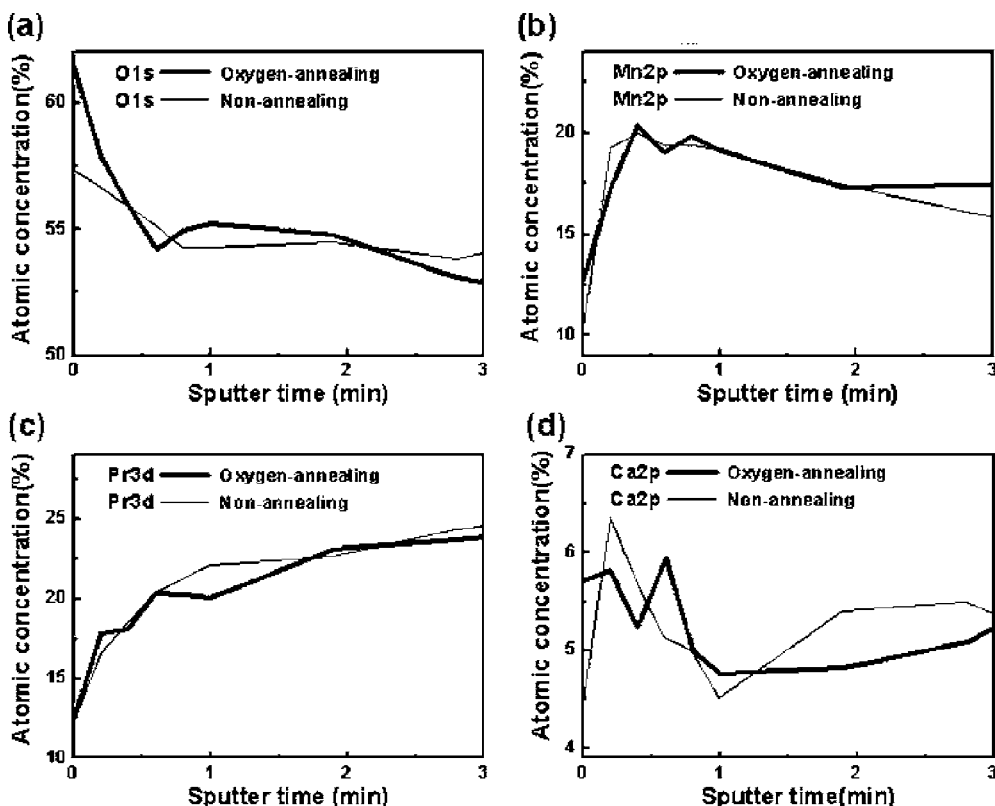 (a)
Atomic concentration(%)
O1s Oxygen-annealing
O1s Non-annealing
60
55
50
0 1 2 3
Sputter time (min)
(b)
Atomic concentration(%)
Mn2p Oxygen-annealing
Mn2p Non-annealing
20
15
10
0 1 2 3
Sputter time (min)
(c)
Atomic concentration(%)
Pr3d Oxygen-annealing
Pr3d Non-annealing
25
20
15
10
0 1 2 3
Sputter time (min)
(d)
Atomic concentration(%)
Ca2p Oxygen-annealing
Ca2p Non-annealing
7
6
5
4
0 1 2 3
Sputter time(min)